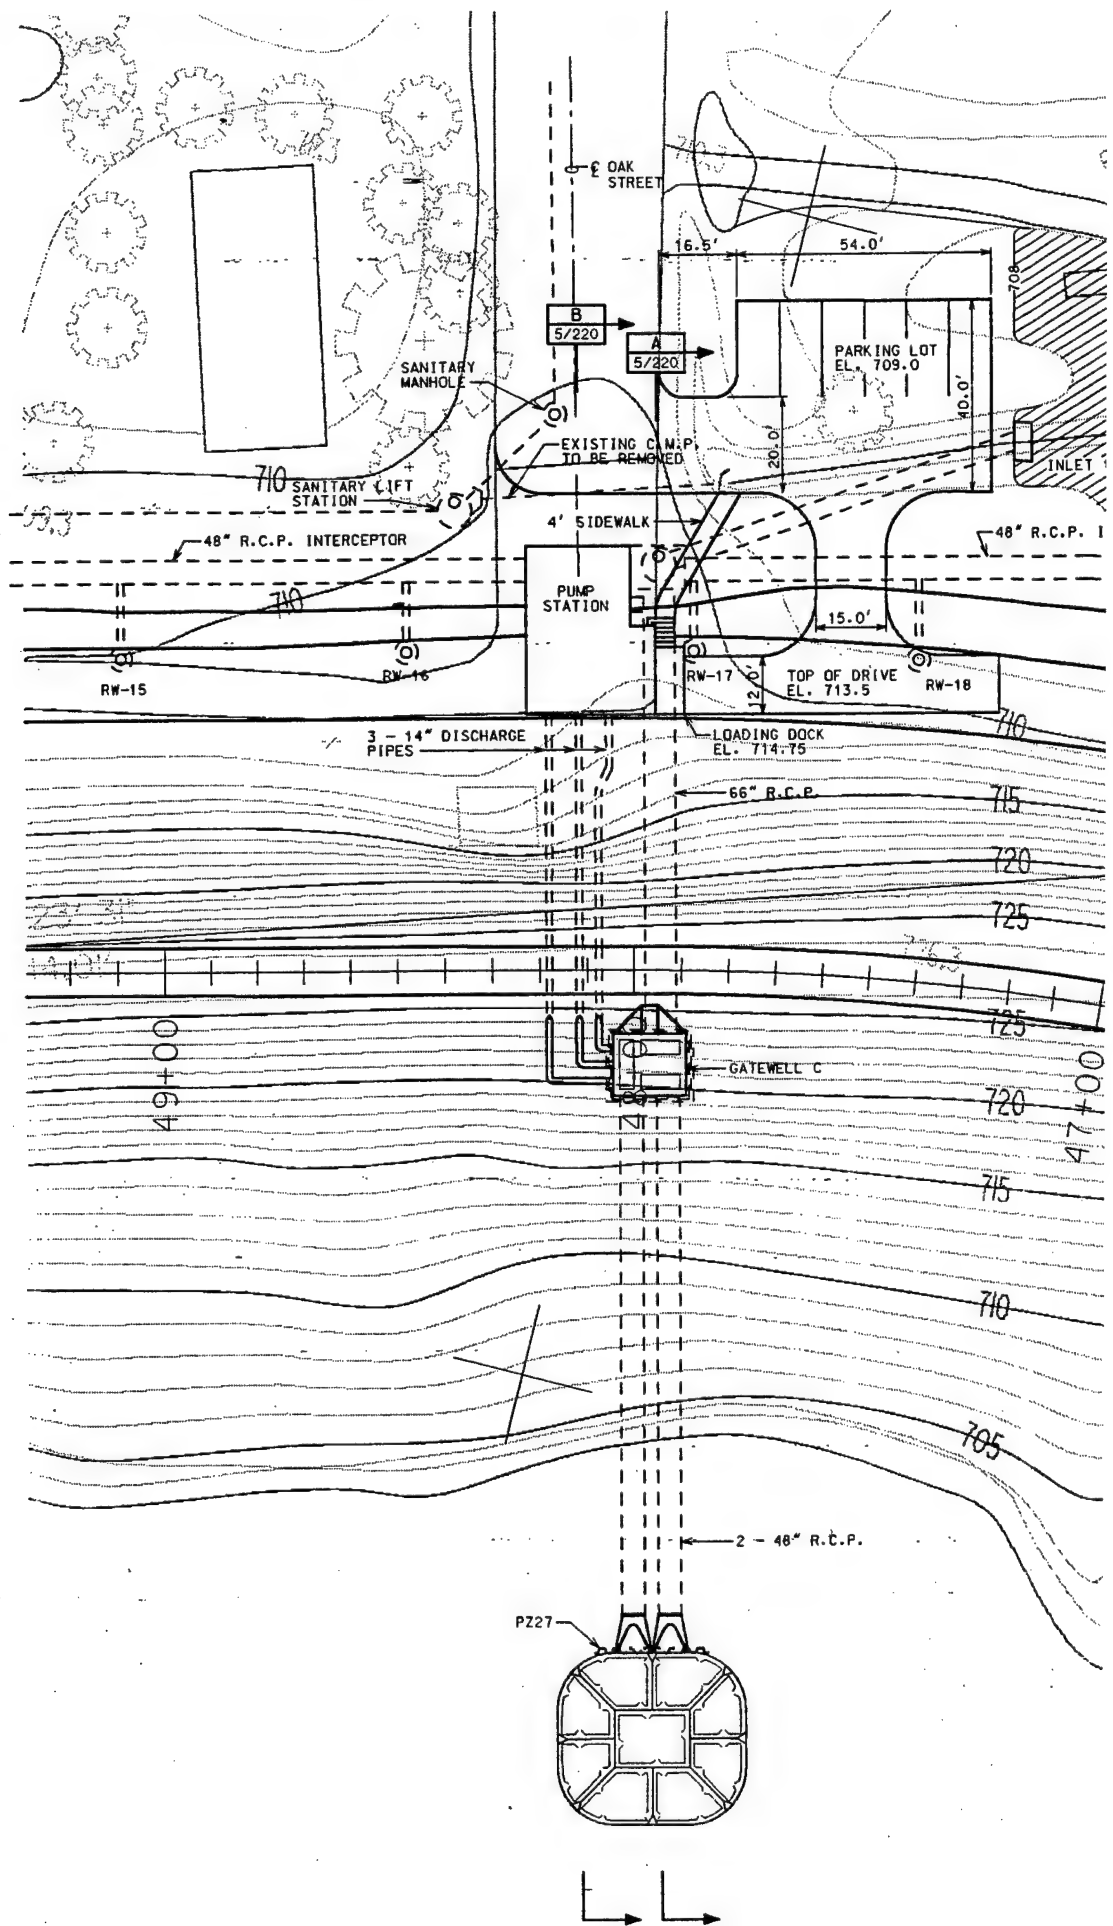 ℄ OAK
STREET
16.5'
54.0'
708
B
5/220
A
5/220
PARKING LOT
EL. 709.0
40.0'
20.0'
SANITARY
MANHOLE
EXISTING C.M.P.
TO BE REMOVED
INLET
710
SANITARY LIFT
STATION
4' SIDEWALK
48" R.C.P. INTERCEPTOR
48" R.C.P. I
PUMP
STATION
710
15.0'
RW-15
RW-16
RW-17
12.0'
TOP OF DRIVE
EL. 713.5
RW-18
710
3 - 14" DISCHARGE
PIPES
LOADING DOCK
EL. 714.75
66" R.C.P.
715
720
725
725
49+00
GATEWELL C
47+00
720
715
710
705
2 - 48" R.C.P.
PZ27